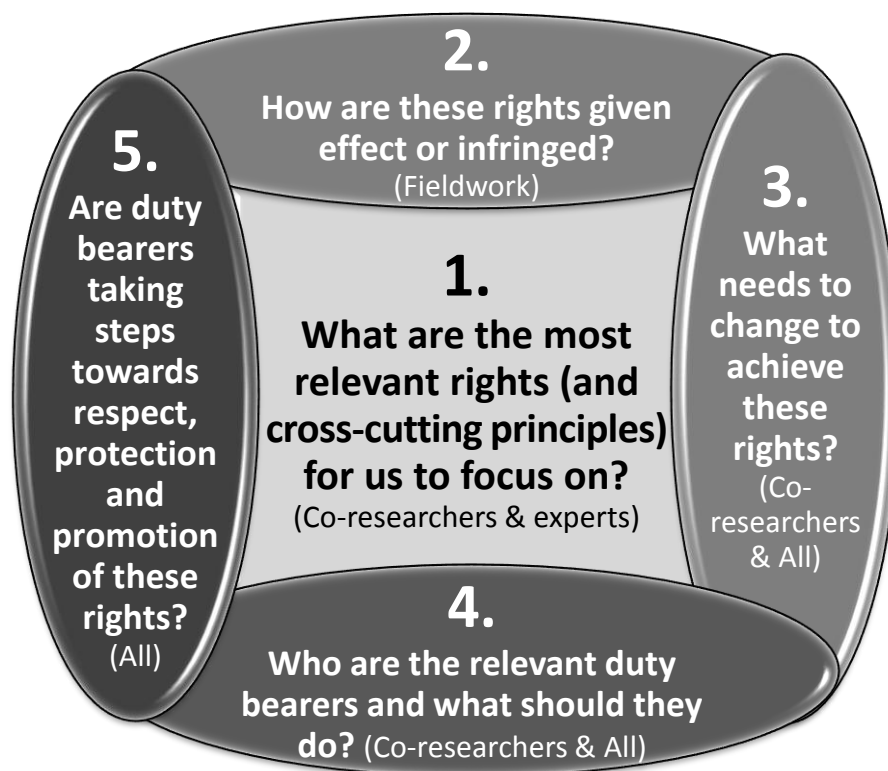 1.
What are the most
relevant rights (and
cross-cutting principles)
for us to focus on?
(Co-researchers & experts)
2.
How are these rights given
effect or infringed?
(Fieldwork)
3.
What
needs to
change to
achieve
these
rights?
(Co-
researchers
& All)
4.
Who are the relevant duty
bearers and what should they
do? (Co-researchers & All)
5.
Are duty
bearers
taking
steps
towards
respect,
protection
and
promotion
of these
rights?
(All)